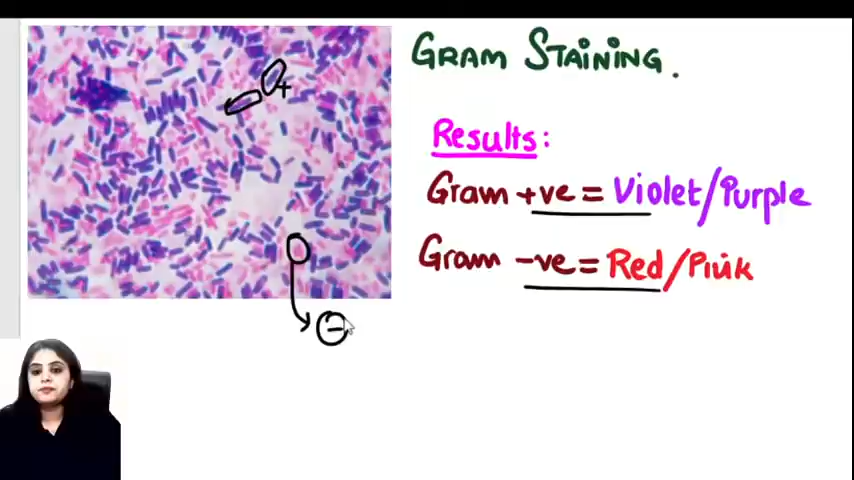 GRAM STAINING.
Results:
Gram +ve = Violet/Purple
Gram -ve = Red/Pink
+
-